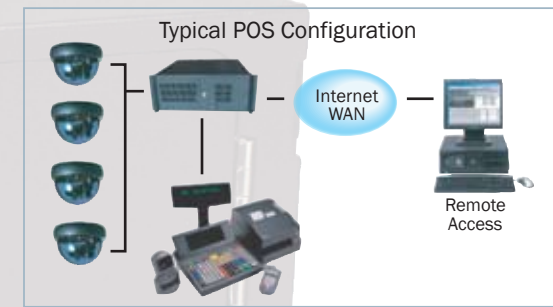 Typical POS Configuration
Internet
WAN
Remote
Access